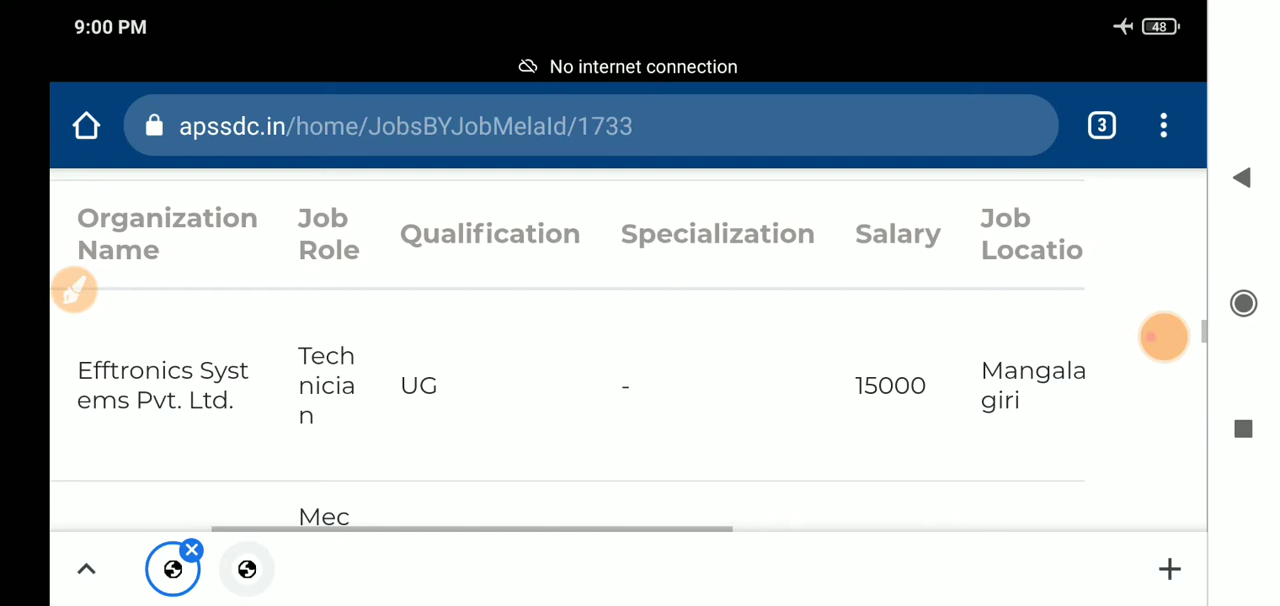 9:00 PM
48
No internet connection
apssdc.in/home/JobsBYJobMelaId/1733
3
Organization
Name
Job
Role
Qualification
Specialization
Salary
Job
Locatio
Efftronics Syst
ems Pvt. Ltd.
Tech
nicia
n
UG
-
15000
Mangala
giri
Mec